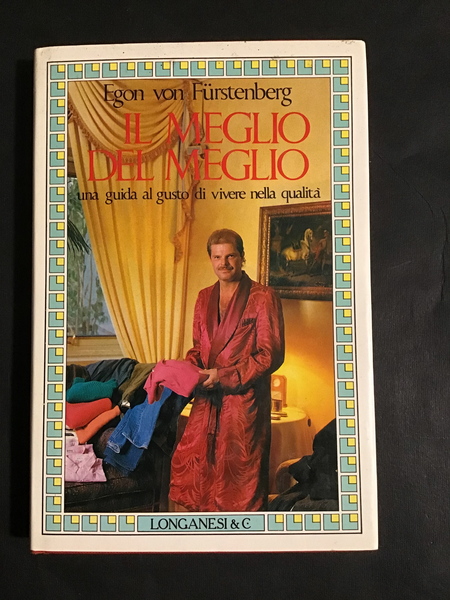 Egon von Fürstenberg
IL MEGLIO
DEL MEGLIO
una guida al gusto di vivere nella qualità
LONGANESI & C.